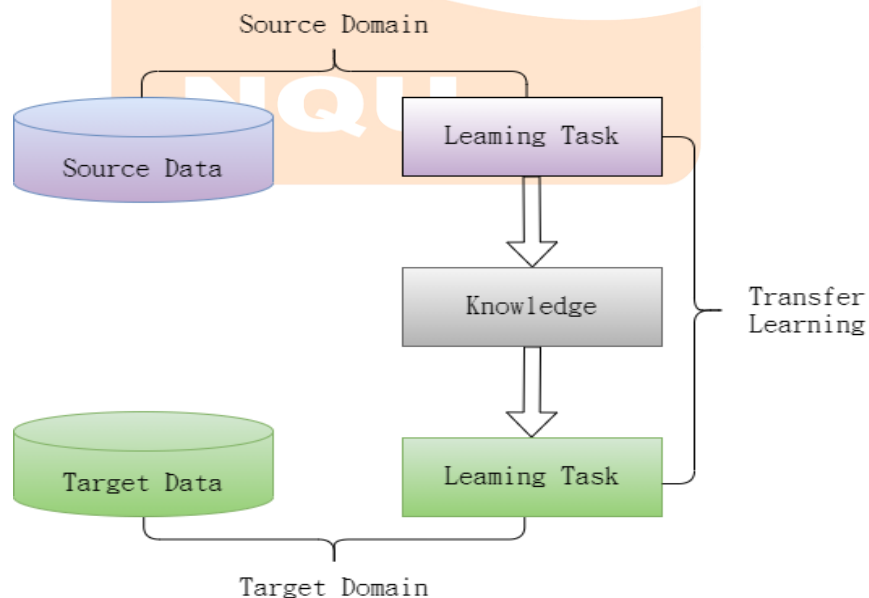 Source Domain
NQU
Source Data
Leaming Task
Knowledge
Transfer
Learning
Target Data
Leaming Task
Target Domain